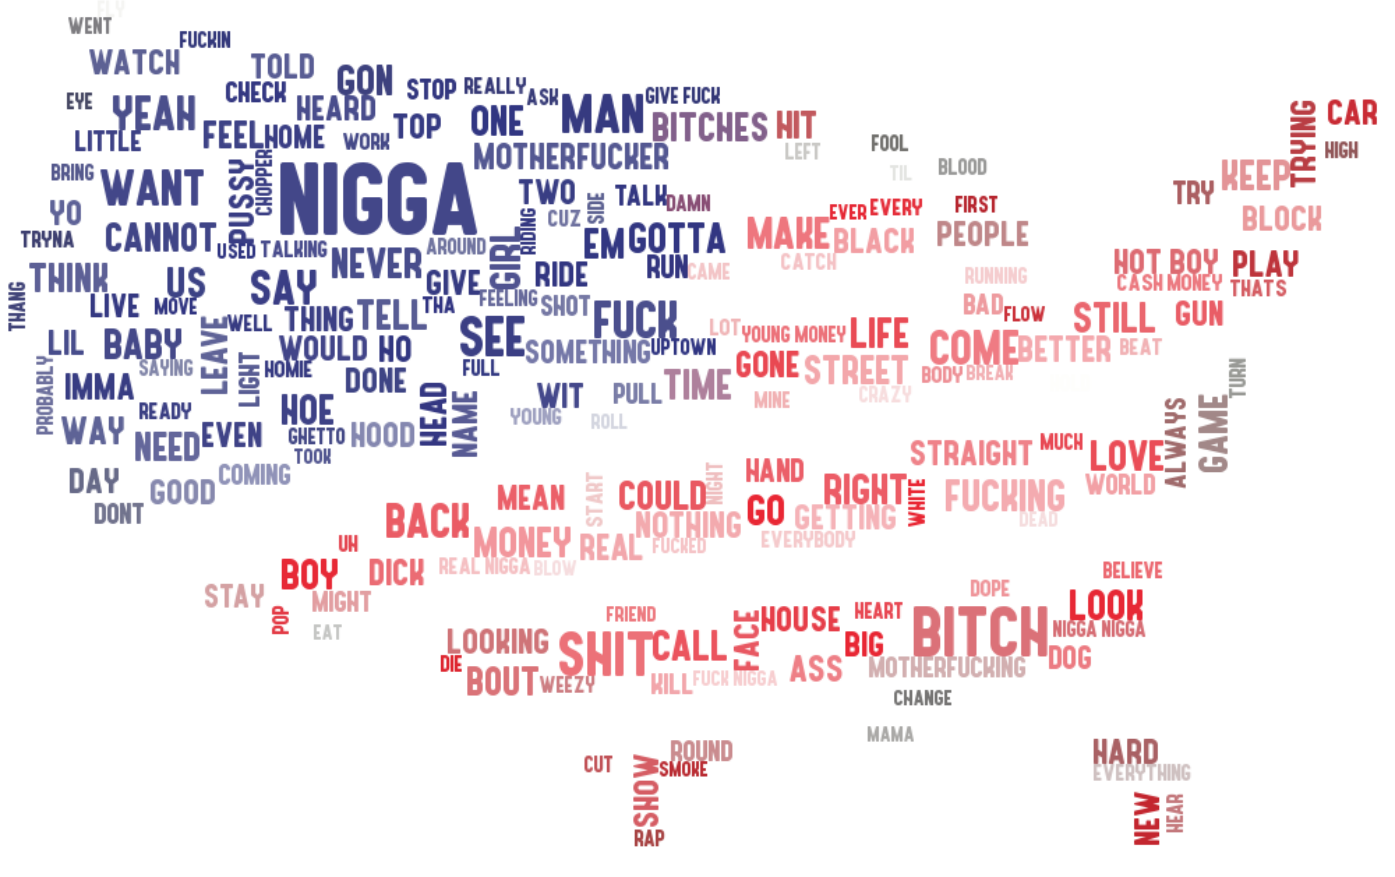 FLY
WENT
FUCKIN
WATCH
TOLD
GON
STOP
REALLY
ASK
MAN
GIVE FUCK
CHECK
EYE
YEAH
HEARD
TOP
ONE
BITCHES
HIT
CAR
TRYING
HIGH
LITTLE
FEEL
HOME
WORK
MOTHERFUCKER
LEFT
FOOL
TIL
BLOOD
BRING
WANT
PUSSY
CHOPPER
NIGGA
TWO
SIDE
TALK
DAMN
TRY
KEEP
YO
CUZ
EVER
EVERY
FIRST
BLOCK
TRYNA
CANNOT
USED
TALKING
AROUND
GIRL
RIDING
EM
GOTTA
MAKE
BLACK
PEOPLE
THINK
US
SAY
NEVER
GIVE
RIDE
RUN
CAME
CATCH
RUNNING
HOT BOY
PLAY
CASH MONEY
THATS
THANG
LIVE
MOVE
WELL
THING
TELL
THA
FEELING
SHOT
FUCK
LOT
YOUNG MONEY
LIFE
BAD
FLOW
STILL
GUN
LIL
BABY
LEAVE
WOULD
HO
SEE
SOMETHING
UPTOWN
GONE
STREET
COME
BETTER
BEAT
PROBABLY
SAYING
LIGHT
HOMIE
FULL
BODY
BREAK
TURN
IMMA
DONE
WIT
PULL
TIME
MINE
CRAZY
READY
HOE
HEAD
NAME
YOUNG
ROLL
WAY
NEED
EVEN
GHETTO
HOOD
TOOK
STRAIGHT
MUCH
LOVE
ALWAYS
GAME
DAY
GOOD
COMING
DONT
MEAN
START
COULD
NIGHT
HAND
GO
RIGHT
WHITE
FUCKING
WORLD
BACK
NOTHING
GETTING
DEAD
UH
MONEY
REAL
FUCKED
EVERYBODY
BOY
DICK
REAL NIGGA
BLOW
BELIEVE
STAY
MIGHT
POP
EAT
FRIEND
DOPE
LOOK
LOOKING
SHIT
CALL
FACE
HOUSE
HEART
BIG
BITCH
NIGGA NIGGA
DIE
BOUT
WEEZY
KILL
FUCK NIGGA
ASS
MOTHERFUCKING
DOG
CHANGE
MAMA
CUT
SHOW
ROUND
SMOKE
RAP
HARD
EVERYTHING
NEW
HEAR